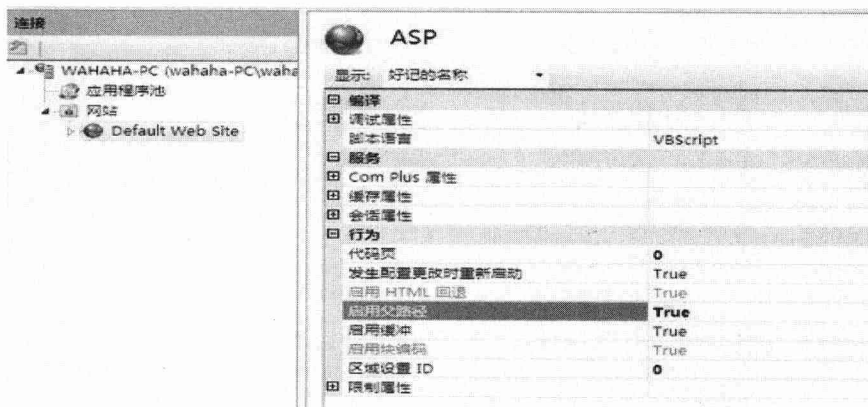 连接
WAHAHA-PC (wahaha-PC\waha
应用程序池
网站
Default Web Site
ASP
显示: 好记的名称
编译
调试属性
脚本语言 VBScript
服务
Com Plus 属性
缓存属性
会话属性
行为
代码页 0
发生配置更改时重新启动 True
启用 HTML 回退 True
启用父路径 True
启用缓冲 True
启用块编码 True
区域设置 ID 0
限制属性